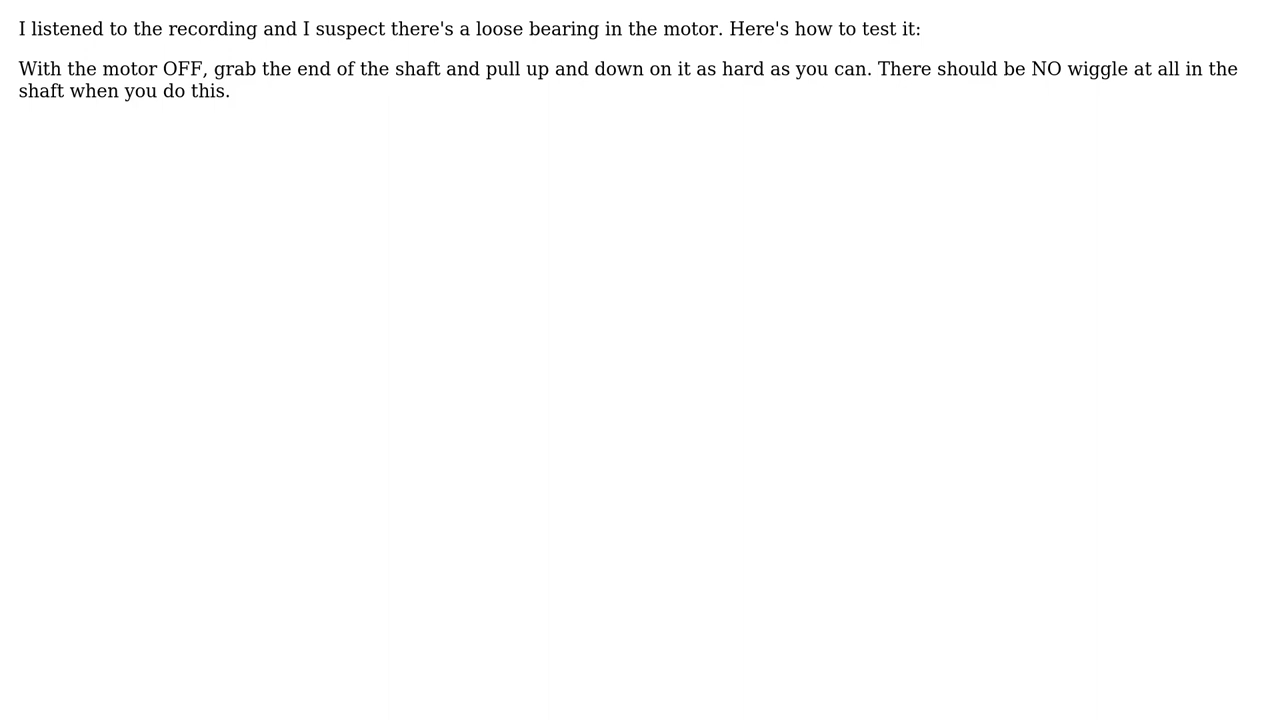 I listened to the recording and I suspect there's a loose bearing in the motor. Here's how to test it:
With the motor OFF, grab the end of the shaft and pull up and down on it as hard as you can. There should be NO wiggle at all in the
shaft when you do this.